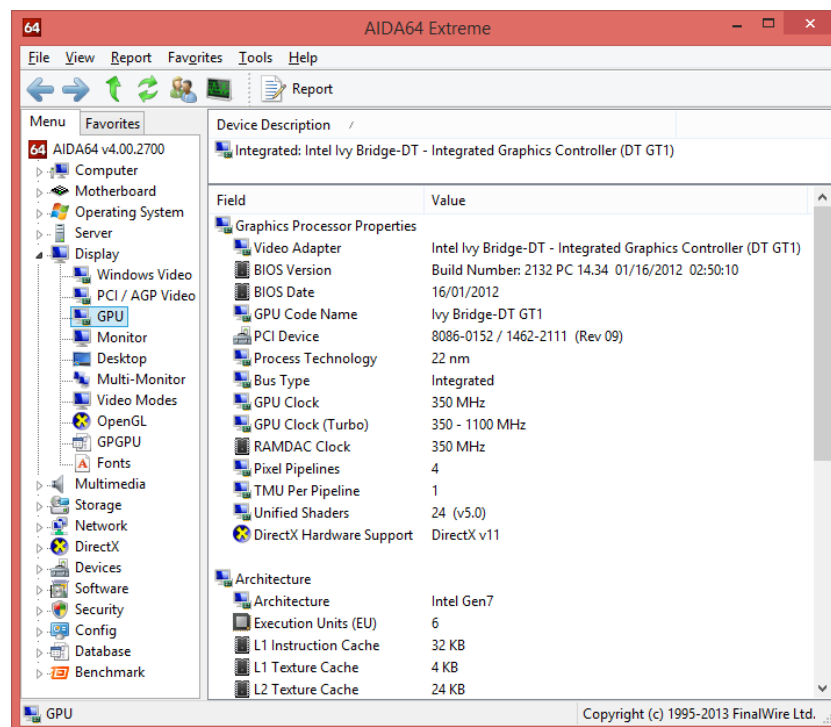 64 AIDA64 Extreme
File View Report Favorites Tools Help
Report
Menu Favorites
64 AIDA64 v4.00.2700
Computer
Motherboard
Operating System
Server
Display
Windows Video
PCI / AGP Video
GPU
Monitor
Desktop
Multi-Monitor
Video Modes
OpenGL
GPGPU
A Fonts
Multimedia
Storage
Network
DirectX
Devices
Software
Security
Config
Database
71 Benchmark
Device Description /
Integrated: Intel Ivy Bridge-DT - Integrated Graphics Controller (DT GT1)
Field Value
Graphics Processor Properties
Video Adapter Intel Ivy Bridge-DT - Integrated Graphics Controller (DT GT1)
BIOS Version Build Number: 2132 PC 14.34 01/16/2012 02:50:10
BIOS Date 16/01/2012
GPU Code Name Ivy Bridge-DT GT1
PCI Device 8086-0152 / 1462-2111 (Rev 09)
Process Technology 22 nm
Bus Type Integrated
GPU Clock 350 MHz
GPU Clock (Turbo) 350 - 1100 MHz
RAMDAC Clock 350 MHz
Pixel Pipelines 4
TMU Per Pipeline 1
Unified Shaders 24 (v5.0)
DirectX Hardware Support DirectX v11
Architecture
Architecture Intel Gen7
Execution Units (EU) 6
L1 Instruction Cache 32 KB
L1 Texture Cache 4 KB
L2 Texture Cache 24 KB
GPU Copyright (c) 1995-2013 FinalWire Ltd.